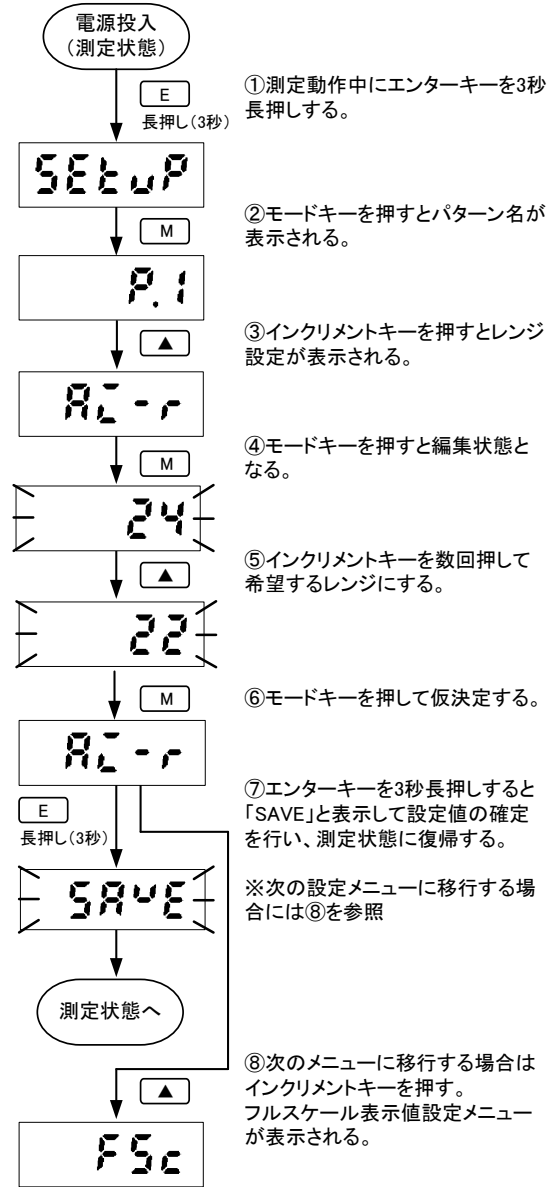 電源投入
(測定状態)
E
長押し(3秒)
①測定動作中にエンターキーを3秒
長押しする。
SEtuP
②モードキーを押すとパターン名が
表示される。
M
P.1
③インクリメントキーを押すとレンジ
設定が表示される。
▲
④モードキーを押すと編集状態と
なる。
M
24
⑤インクリメントキーを数回押して
希望するレンジにする。
▲
22
⑥モードキーを押して仮決定する。
M
⑦エンターキーを3秒長押しすると
「SAVE」と表示して設定値の確定
を行い、測定状態に復帰する。
E
長押し(3秒)
※次の設定メニューに移行する場
合には⑧を参照
SAvE
測定状態へ
⑧次のメニューに移行する場合は
インクリメントキーを押す。
フルスケール表示値設定メニュー
が表示される。
▲
FSc